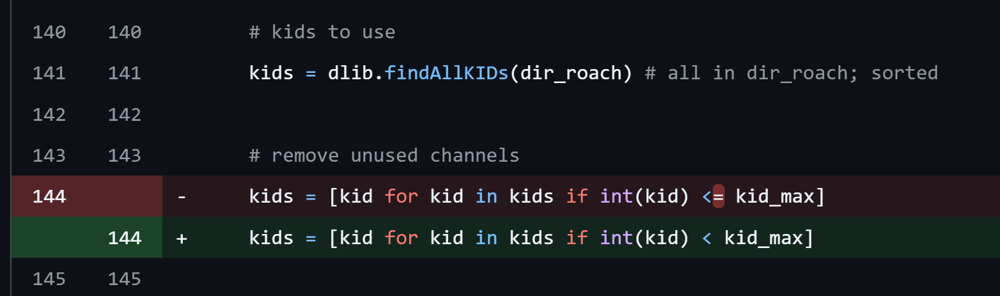 140 140 # kids to use
141 141 kids = dlib.findAllKIDs(dir_roach) # all in dir_roach; sorted
142 142
143 143 # remove unused channels
144 - kids = [kid for kid in kids if int(kid) <= kid_max]
144 + kids = [kid for kid in kids if int(kid) < kid_max]
145 145